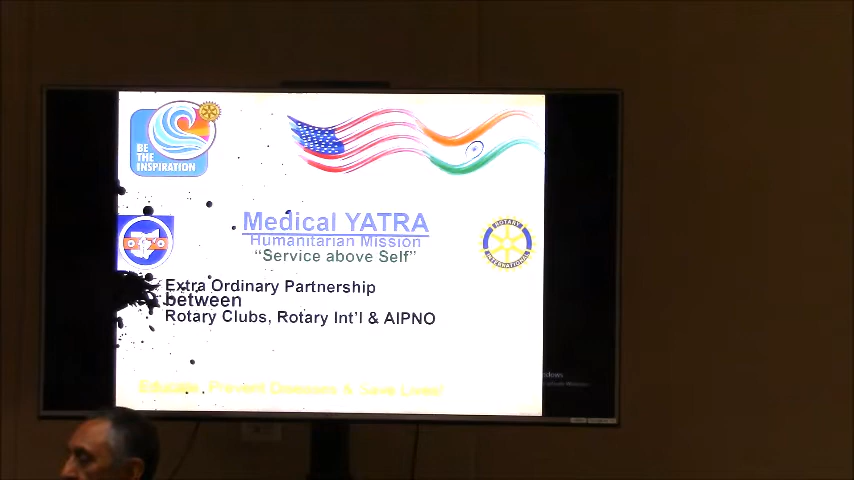 BE
THE
INSPIRATION
Medical YATRA
Humanitarian Mission
“Service above Self”
ROTARY
INTERNATIONAL
Extra Ordinary Partnership
between
Rotary Clubs, Rotary Int'l & AIPNO
Educate, Prevent Diseases & Save Lives!